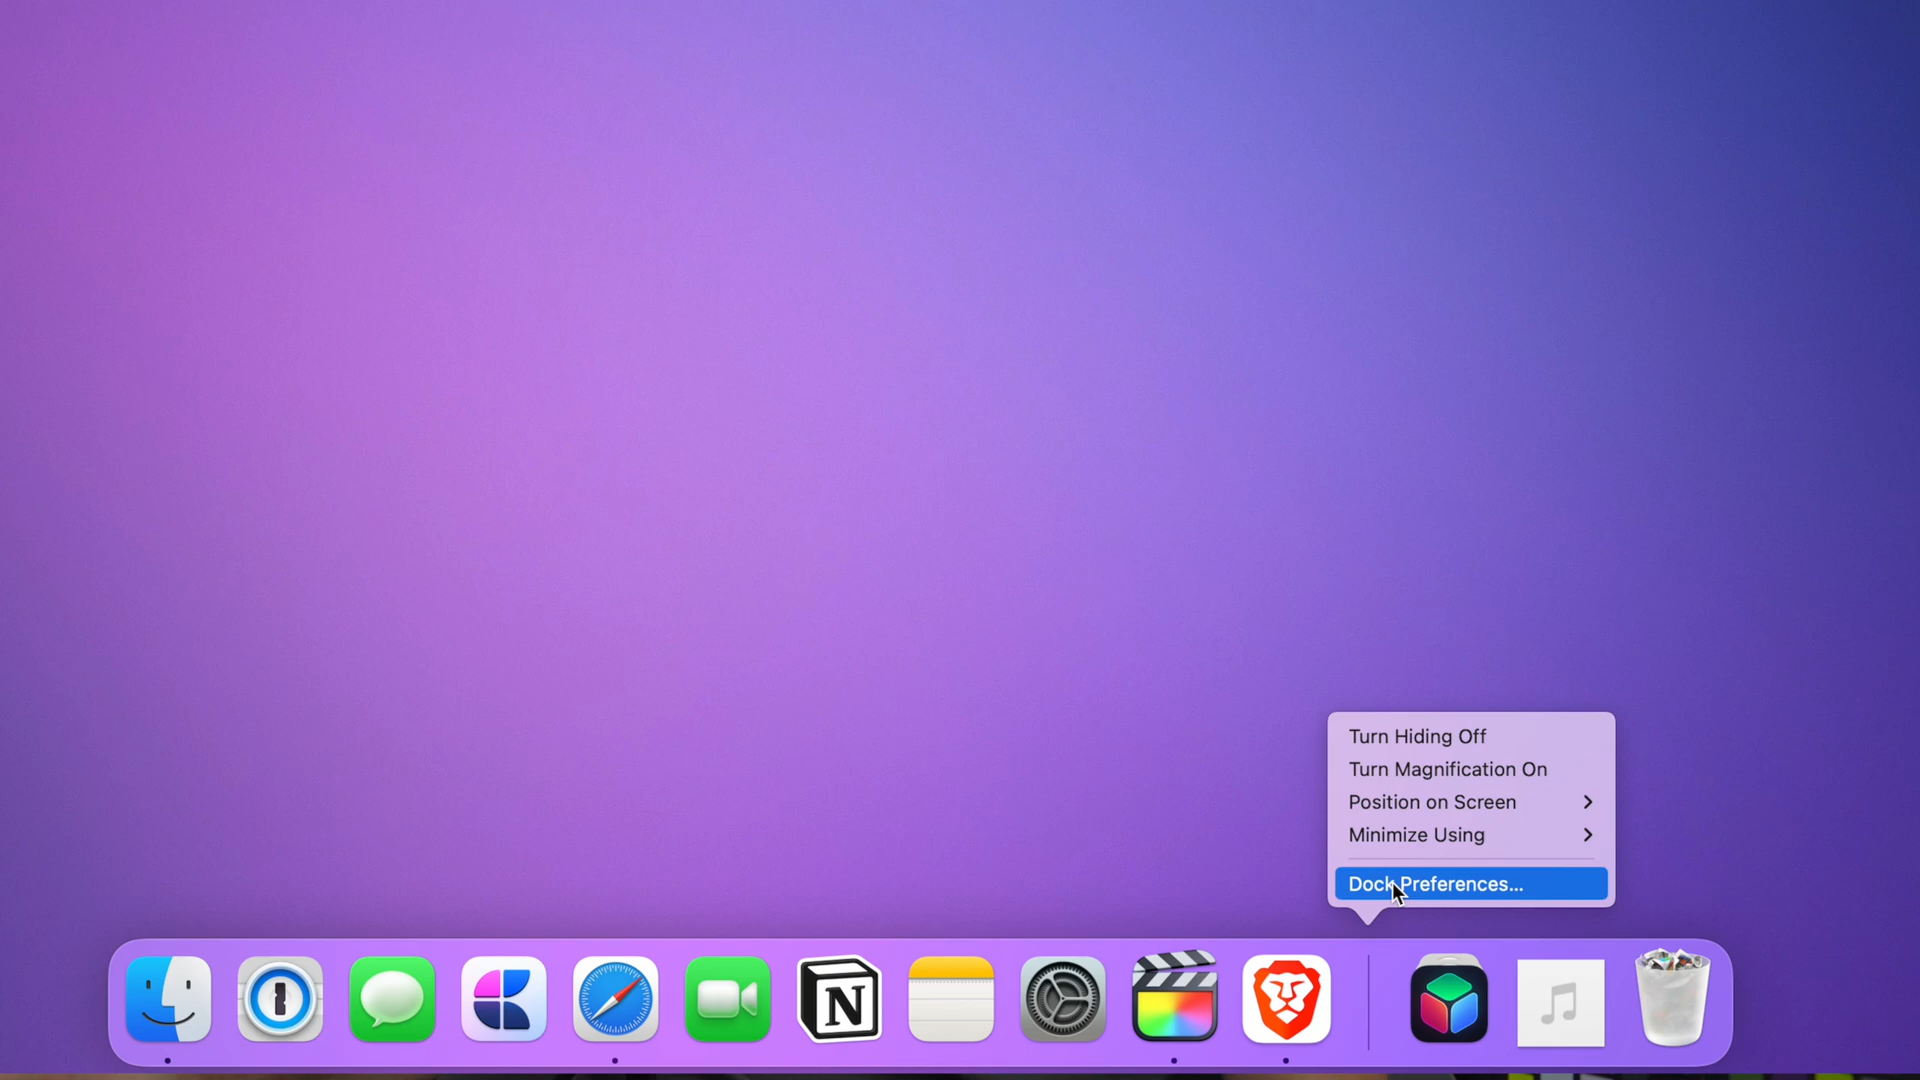 Turn Hiding Off
Turn Magnification On
Position on Screen
Minimize Using
Dock Preferences...
N